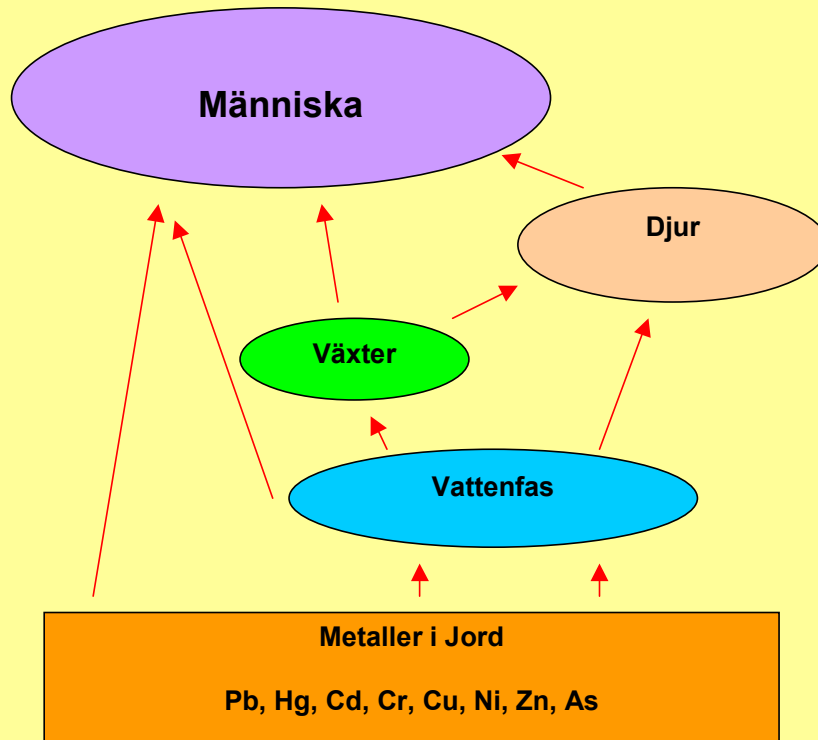 Människa
Djur
Växter
Vattenfas
Metaller i Jord
Pb, Hg, Cd, Cr, Cu, Ni, Zn, As